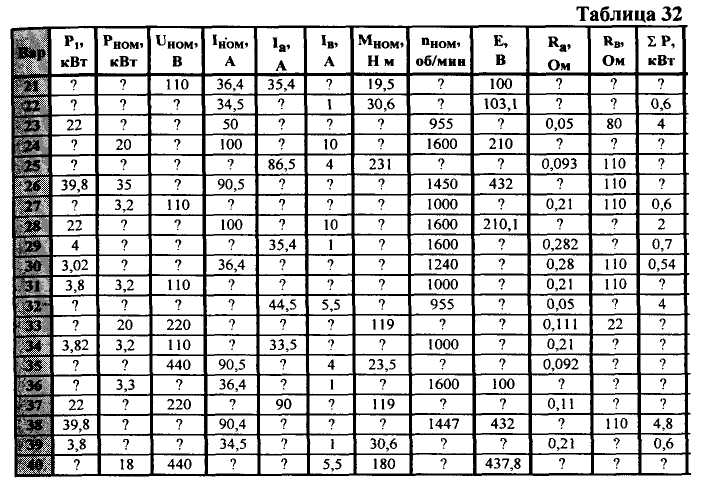 Таблица 32
Вар P₁, кВт Pном, кВт Uном, В Iном, А Iа, А Iв, А Mном, Н м nном, об/мин E, В Rа, Ом Rв, Ом Σ P, кВт
21 ? ? 110 36,4 35,4 ? 19,5 ? 100 ? ? ?
22 ? ? ? 34,5 ? 1 30,6 ? 103,1 ? ? 0,6
23 22 ? ? 50 ? ? ? 955 ? 0,05 80 4
24 ? 20 ? 100 ? 10 ? 1600 210 ? ? ?
25 ? ? ? ? 86,5 4 231 ? ? 0,093 110 ?
26 39,8 35 ? 90,5 ? ? ? 1450 432 ? 110 ?
27 ? 3,2 110 ? ? ? ? 1000 ? 0,21 110 0,6
28 22 ? ? 100 ? 10 ? 1600 210,1 ? ? 2
29 4 ? ? ? 35,4 1 ? 1600 ? 0,282 ? 0,7
30 3,02 ? ? 36,4 ? ? ? 1240 ? 0,28 110 0,54
31 3,8 3,2 110 ? ? ? ? 1000 ? 0,21 110 ?
32 ? ? ? ? 44,5 5,5 ? 955 ? 0,05 ? 4
33 ? 20 220 ? ? ? 119 ? ? 0,111 22 ?
34 3,82 3,2 110 ? 33,5 ? ? 1000 ? 0,21 ? ?
35 ? ? 440 90,5 ? 4 23,5 ? ? 0,092 ? ?
36 ? 3,3 ? 36,4 ? 1 ? 1600 100 ? ? ?
37 22 ? 220 ? 90 ? 119 ? ? 0,11 ? ?
38 39,8 ? ? 90,4 ? ? ? 1447 432 ? 110 4,8
39 3,8 ? ? 34,5 ? 1 30,6 ? ? 0,21 ? 0,6
40 ? 18 440 ? ? 5,5 180 ? 437,8 ? ? ?